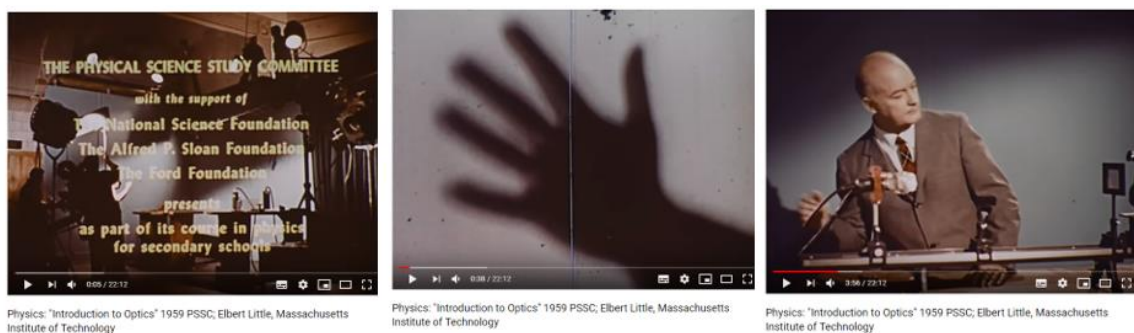 THE PHYSICAL SCIENCE STUDY COMMITTEE
with the support of
The National Science Foundation
The Alfred P. Sloan Foundation
The Ford Foundation
presents
as part of its course in physics
for secondary schools
0:05 / 22:12
Physics: "Introduction to Optics" 1959 PSSC; Elbert Little, Massachusetts
Institute of Technology
0:38 / 22:12
Physics: "Introduction to Optics" 1959 PSSC; Elbert Little, Massachusetts
Institute of Technology
3:56 / 22:12
Physics: "Introduction to Optics" 1959 PSSC; Elbert Little, Massachusetts
Institute of Technology